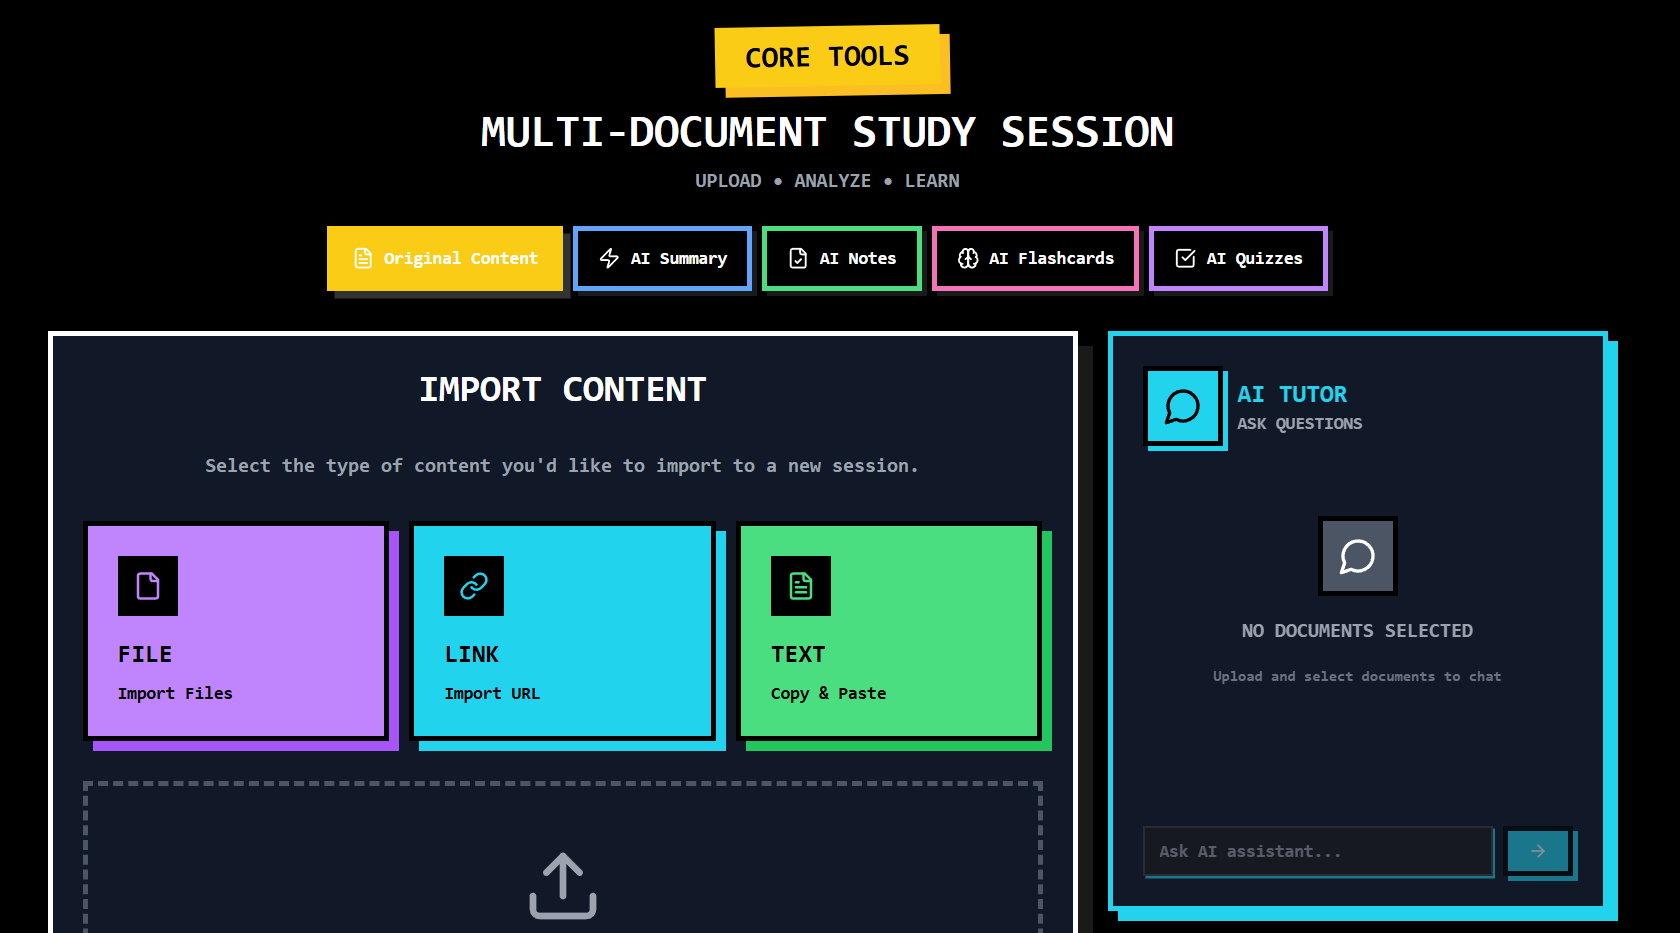 CORE TOOLS
MULTI-DOCUMENT STUDY SESSION
UPLOAD • ANALYZE • LEARN
Original Content
AI Summary
AI Notes
AI Flashcards
AI Quizzes
IMPORT CONTENT
Select the type of content you'd like to import to a new session.
FILE
Import Files
LINK
Import URL
TEXT
Copy & Paste
AI TUTOR
ASK QUESTIONS
NO DOCUMENTS SELECTED
Upload and select documents to chat
Ask AI assistant...